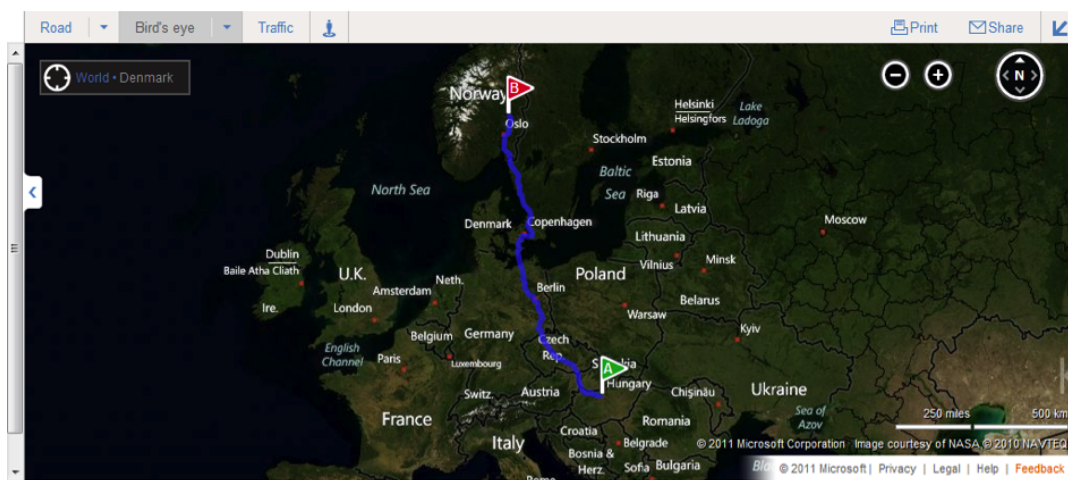 Road Bird's eye Traffic Print Share
World • Denmark N
Norway B
Oslo
Helsinki
Helsingfors
Lake
Ladoga
Stockholm
Estonia
Baltic
Sea
North Sea
Riga
Latvia
Denmark
Copenhagen
Moscow
Lithuania
Dublin
Baile Atha Cliath
U.K.
Vilnius
Minsk
Neth.
Poland
Amsterdam
Berlin
Belarus
Ire.
London
Warsaw
Kyiv
Belgium
Germany
Czech
Rep.
English
Channel
Paris
Luxembourg
A
Hungary
Switz.
Austria
Chişinău
Ukraine
France
Romania
Sea of
Azov
250 miles 500 km
Croatia
Italy
Belgrade
Bosnia &
Herz.
Sofia
Bulgaria
© 2011 Microsoft Corporation Image courtesy of NASA © 2010 NAVTEQ
© 2011 Microsoft | Privacy | Legal | Help | Feedback